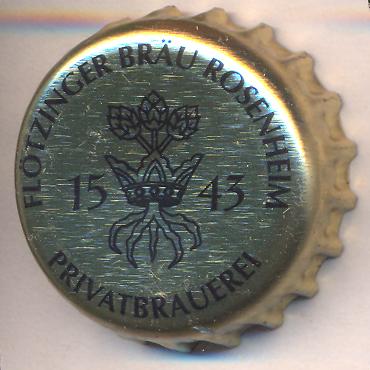 FLÖTZINGER BRÄU ROSENHEIM
15 43
PRIVATBRAUEREI